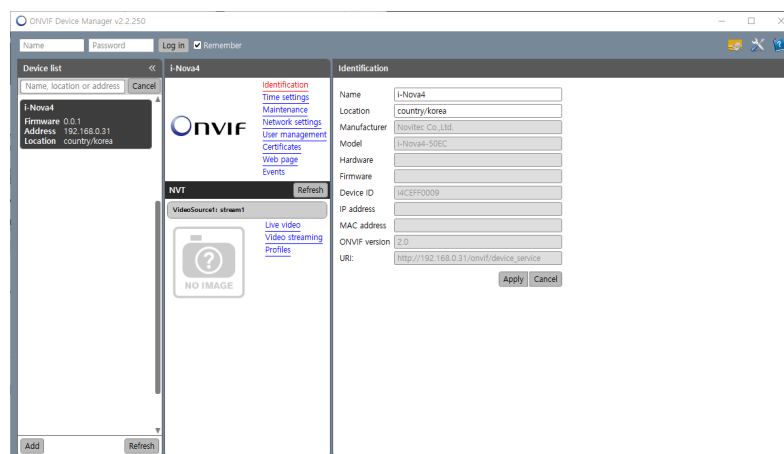 ONVIF Device Manager v2.2.250
Name
Password
Log in
Remember
Device list
«
Name, location or address
Cancel
i-Nova4
Firmware 0.0.1
Address 192.168.0.31
Location country/korea
Add
Refresh
i-Nova4
ONVIF
Identification
Time settings
Maintenance
Network settings
User management
Certificates
Web page
Events
NVT
Refresh
VideoSource1: stream1
NO IMAGE
Live video
Video streaming
Profiles
Identification
Name i-Nova4
Location country/korea
Manufacturer Novitec Co.,Ltd.
Model i-Nova4-50EC
Hardware
Firmware
Device ID I4CEFF0009
IP address
MAC address
ONVIF version 2.0
URI: http://192.168.0.31/onvif/device_service
Apply
Cancel